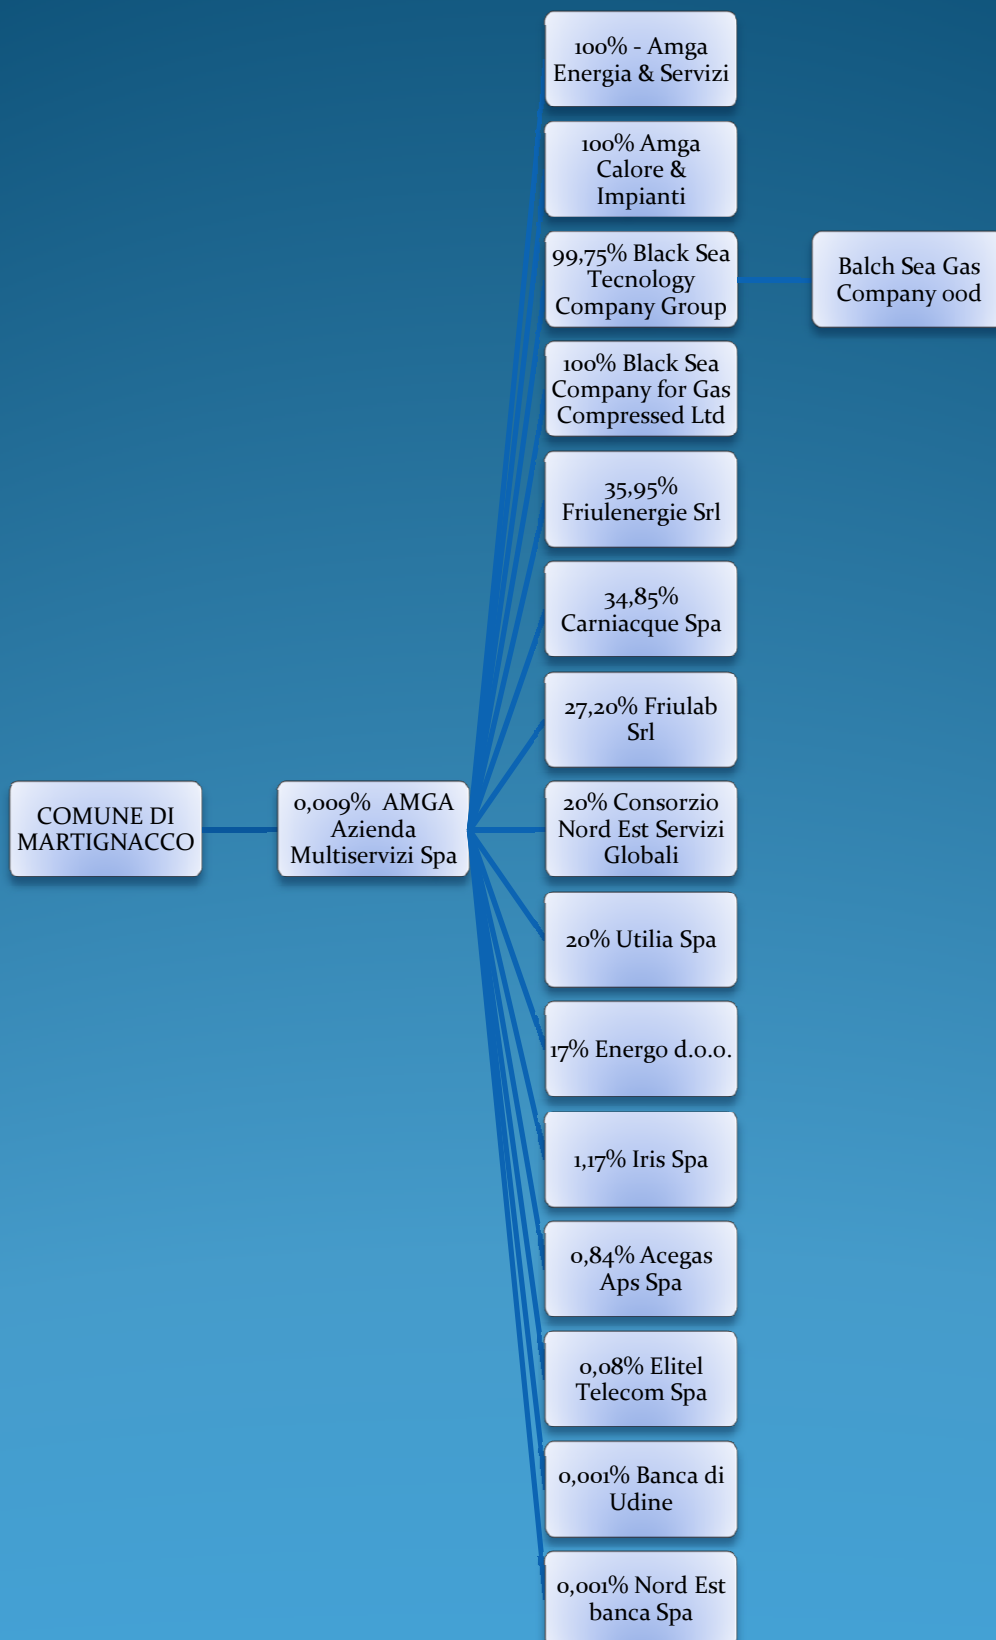 100% - Amga
Energia & Servizi
100% Amga
Calore &
Impianti
99,75% Black Sea
Tecnology
Company Group
Balch Sea Gas
Company ood
100% Black Sea
Company for Gas
Compressed Ltd
35,95%
Friulenergie Srl
34,85%
Carniacque Spa
27,20% Friulab
Srl
COMUNE DI
MARTIGNACCO
0,009% AMGA
Azienda
Multiservizi Spa
20% Consorzio
Nord Est Servizi
Globali
20% Utilia Spa
17% Energo d.o.o.
1,17% Iris Spa
0,84% Acegas
Aps Spa
0,08% Elitel
Telecom Spa
0,001% Banca di
Udine
0,001% Nord Est
banca Spa